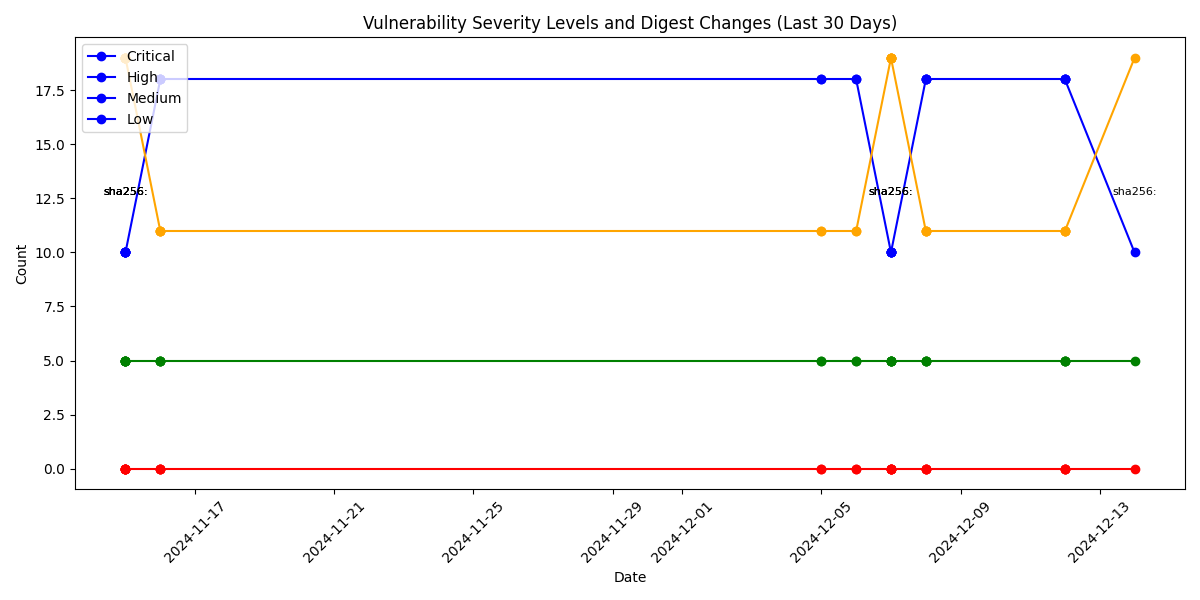 Vulnerability Severity Levels and Digest Changes (Last 30 Days)
Critical
High
Medium
Low
17.5
15.0
12.5
10.0
7.5
5.0
2.5
0.0
Count
sha256:
sha256:
sha256:
2024-11-17
2024-11-21
2024-11-25
2024-11-29
2024-12-01
2024-12-05
2024-12-09
2024-12-13
Date